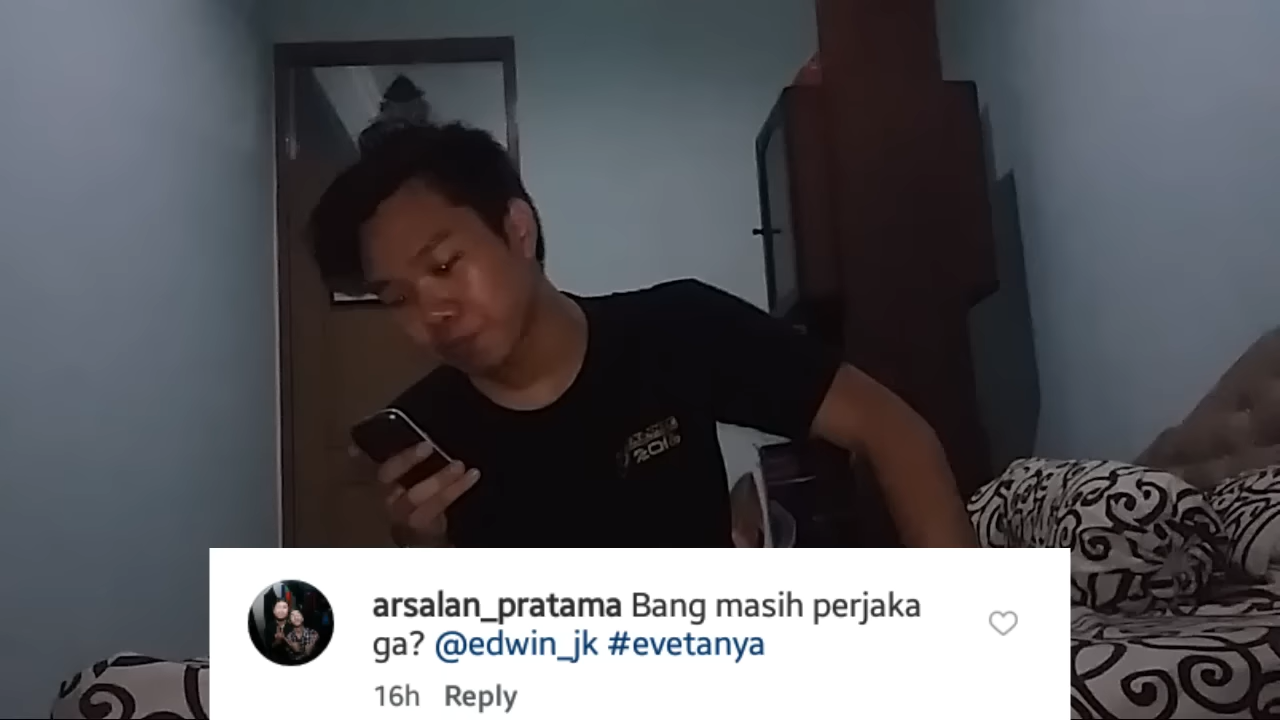 arsalan_pratama Bang masih perjaka
ga? @edwin_jk #evetanya
16h Reply